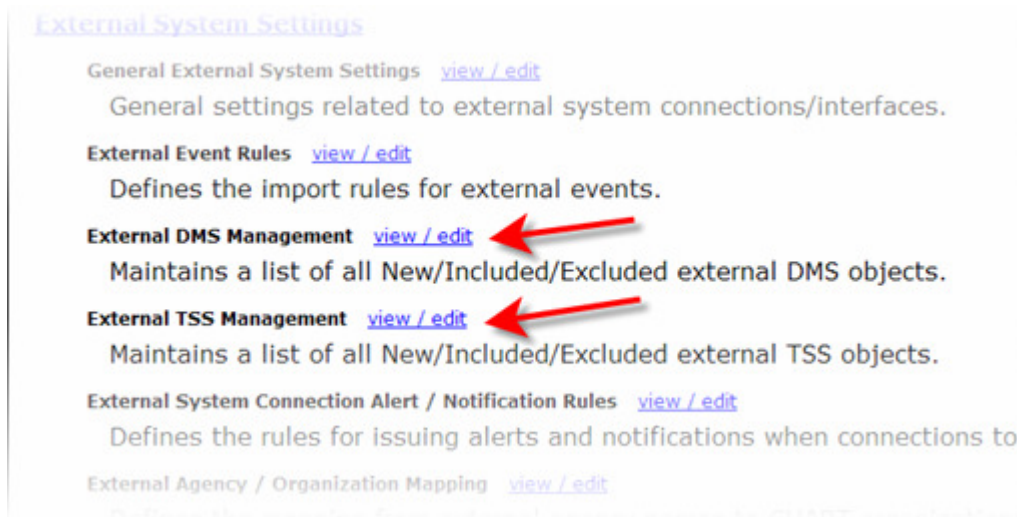 External System Settings
General External System Settings view / edit
General settings related to external system connections/interfaces.
External Event Rules view / edit
Defines the import rules for external events.
External DMS Management view / edit
Maintains a list of all New/Included/Excluded external DMS objects.
External TSS Management view / edit
Maintains a list of all New/Included/Excluded external TSS objects.
External System Connection Alert / Notification Rules view / edit
Defines the rules for issuing alerts and notifications when connections to
External Agency / Organization Mapping view / edit